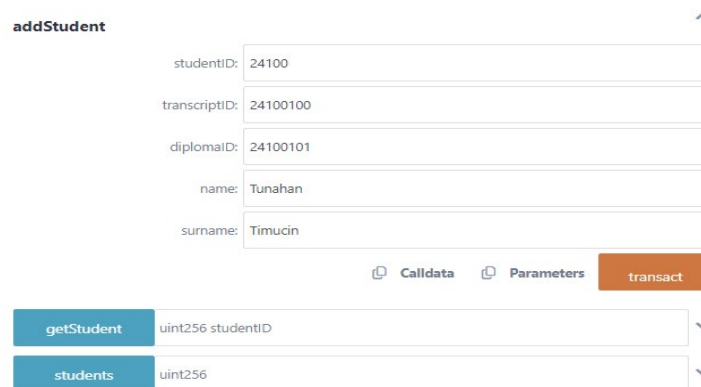 addStudent
studentID: 24100
transcriptID: 24100100
diplomaID: 24100101
name: Tunahan
surname: Timucin
Calldata Parameters transact
getStudent uint256 studentID
students uint256